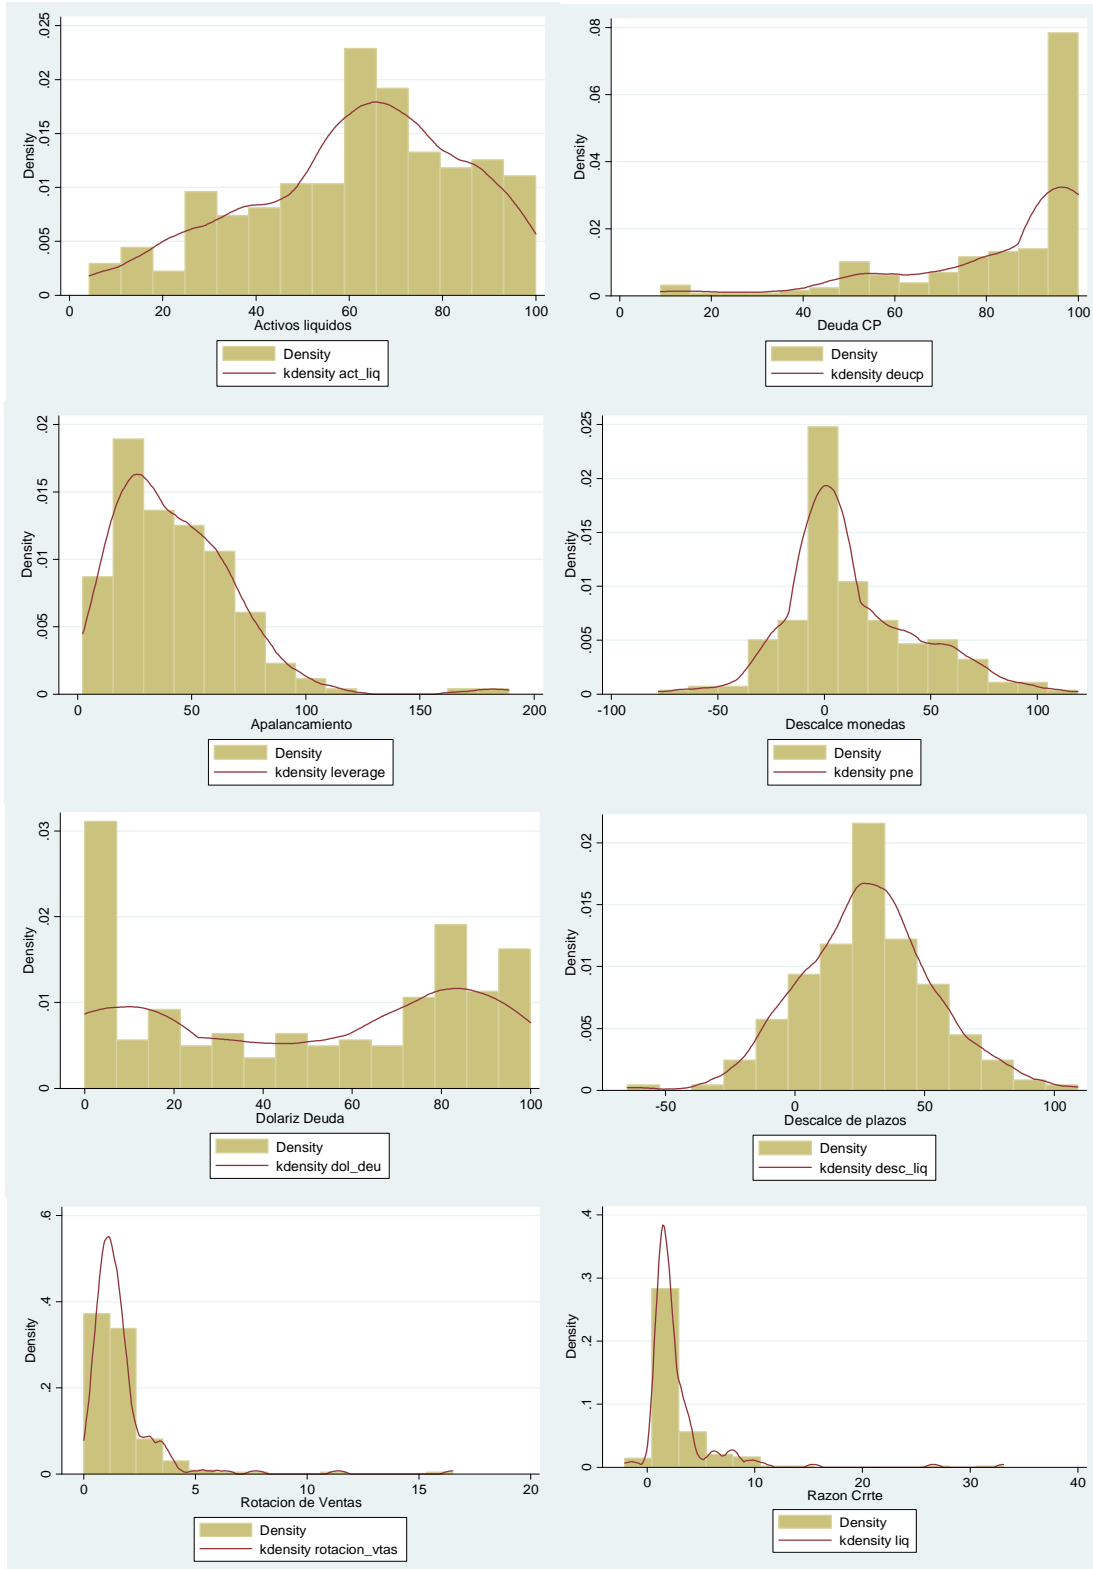 Density
0 .005 .01 .015 .02 .025
0 20 40 60 80 100
Activos liquidos
Density
kdensity act_liq
Density
0 .02 .04 .06 .08
0 20 40 60 80 100
Deuda CP
Density
kdensity deucp
Density
0 .005 .01 .015 .02
0 50 100 150 200
Apalancamiento
Density
kdensity leverage
Density
0 .005 .01 .015 .02 .025
-100 -50 0 50 100
Descalce monedas
Density
kdensity pne
Density
0 .01 .02 .03
0 20 40 60 80 100
Dolariz Deuda
Density
kdensity dol_deu
Density
0 .005 .01 .015 .02
-50 0 50 100
Descalce de plazos
Density
kdensity desc_liq
Density
0 .2 .4 .6
0 5 10 15 20
Rotacion de Ventas
Density
kdensity rotacion_vtas
Density
0 .1 .2 .3 .4
0 10 20 30 40
Razon Crrte
Density
kdensity liq